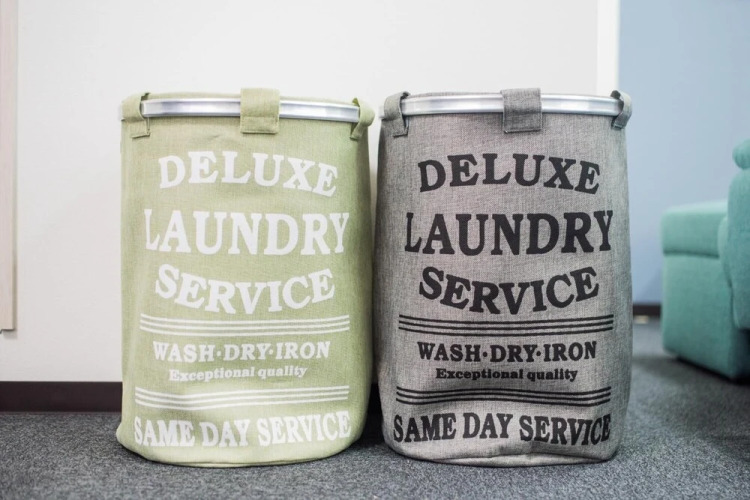 DELUXE
LAUNDRY
SERVICE
WASH·DRY·IRON
Exceptional quality
SAME DAY SERVICE
DELUXE
LAUNDRY
SERVICE
WASH·DRY·IRON
Exceptional quality
SAME DAY SERVICE